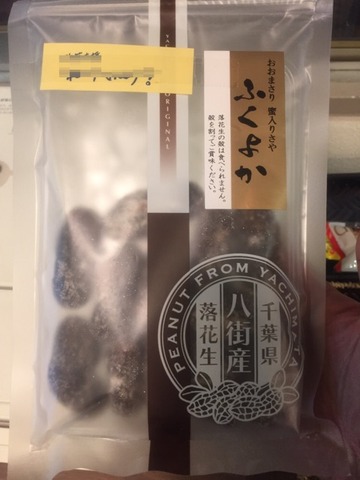 おおまさり 蜜入りさや
ふくよか
落花生の殻は食べられません。
殻を割ってご賞味ください。
ORIGINAL
PEANUT FROM YACHIMATA
千葉県
八街産
落花生